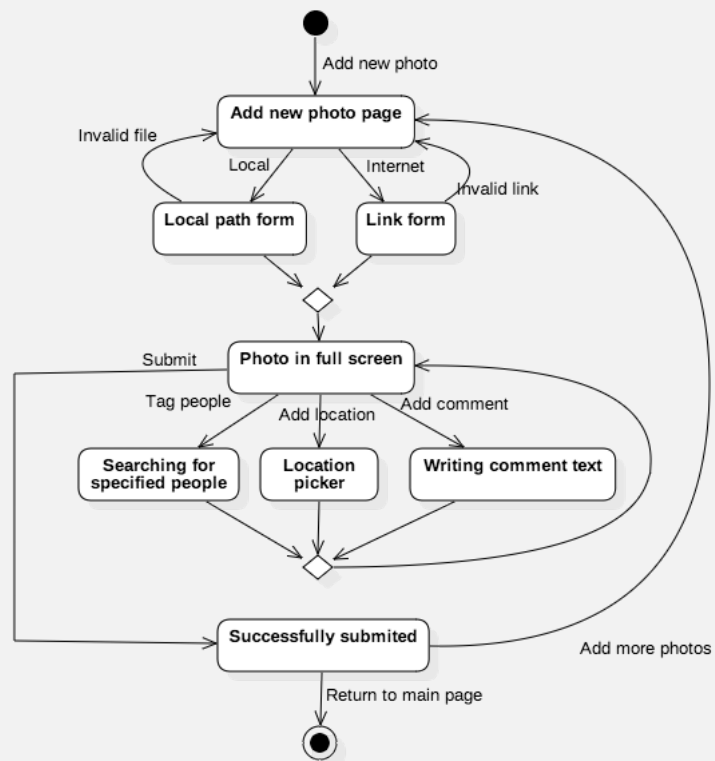 Add new photo
Add new photo page
Invalid file
Local
Internet
Invalid link
Local path form
Link form
Photo in full screen
Submit
Tag people
Add location
Add comment
Searching for
specified people
Location
picker
Writing comment text
Successfully submited
Add more photos
Return to main page